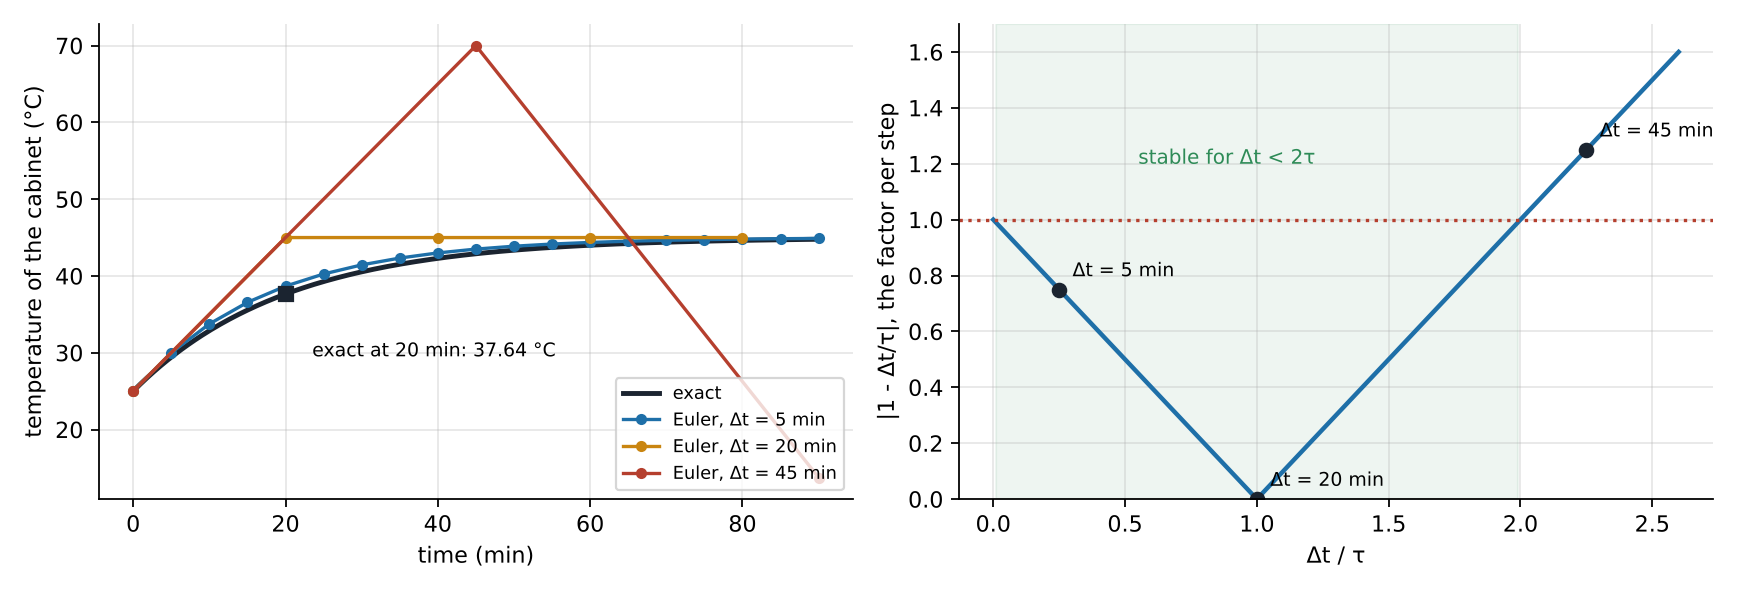 temperature of the cabinet (°C)
70
60
50
40
30
20
exact at 20 min: 37.64 °C
exact
Euler, Δt = 5 min
Euler, Δt = 20 min
Euler, Δt = 45 min
0
20
40
60
80
time (min)
|1 - Δt/τ|, the factor per step
1.6
1.4
1.2
1.0
0.8
0.6
0.4
0.2
0.0
Δt = 45 min
stable for Δt < 2τ
Δt = 5 min
Δt = 20 min
0.0
0.5
1.0
1.5
2.0
2.5
Δt / τ